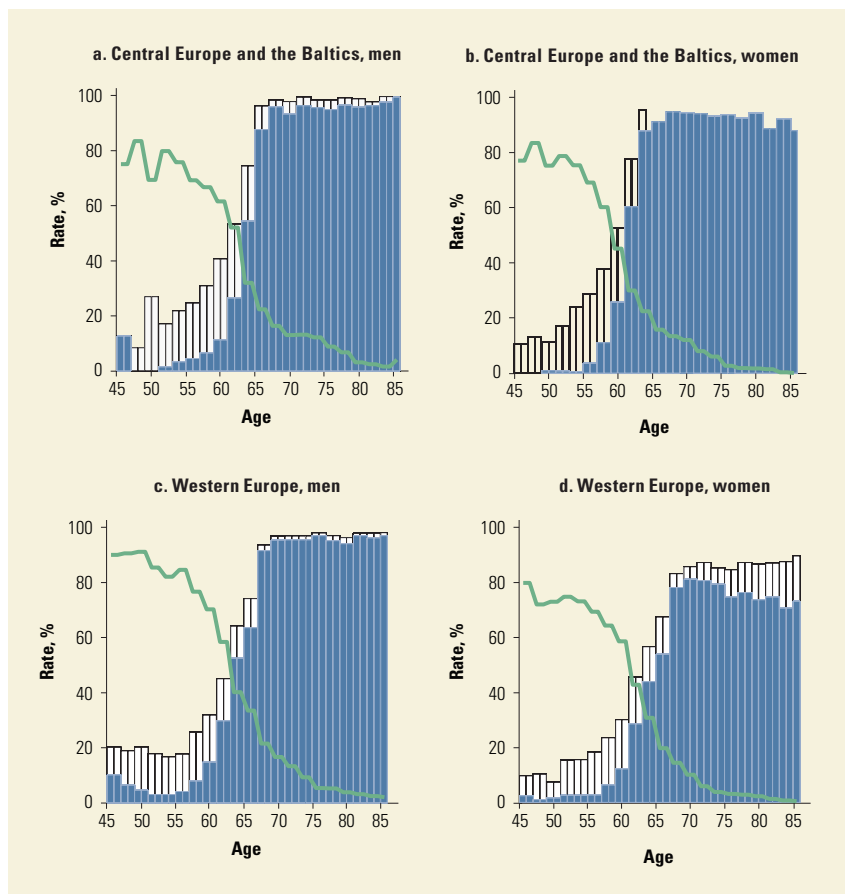 a. Central Europe and the Baltics, men
100
80
60
40
20
0
Rate, %
45 50 55 60 65 70 75 80 85
Age
b. Central Europe and the Baltics, women
100
80
60
40
20
0
Rate, %
45 50 55 60 65 70 75 80 85
Age
c. Western Europe, men
100
80
60
40
20
0
Rate, %
45 50 55 60 65 70 75 80 85
Age
d. Western Europe, women
100
80
60
40
20
0
Rate, %
45 50 55 60 65 70 75 80 85
Age